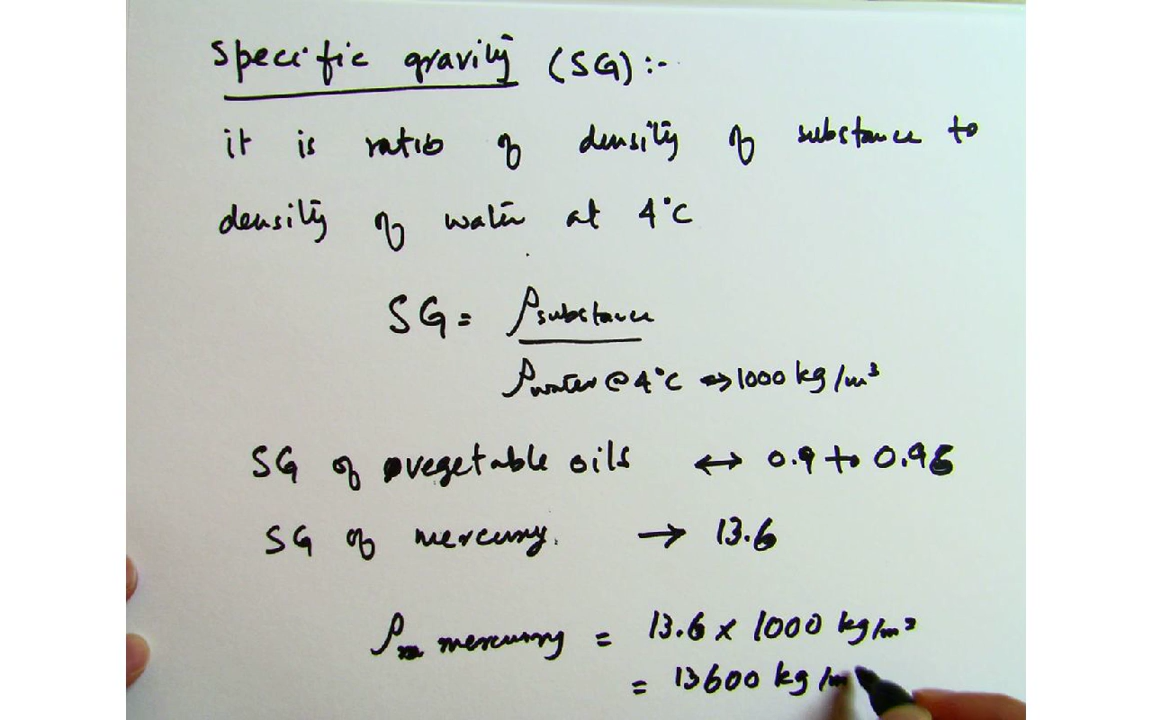 Specific gravity (SG):-
it is ratio of density of substance to
density of water at 4°C
SG = ρsubstance
ρwater @ 4°C ⇒ 1000 kg/m³
SG of vegetable oils ↔ 0.9 to 0.95
SG of mercury. → 13.6
ρ mercury = 13.6 × 1000 kg/m³
= 13600 kg/m